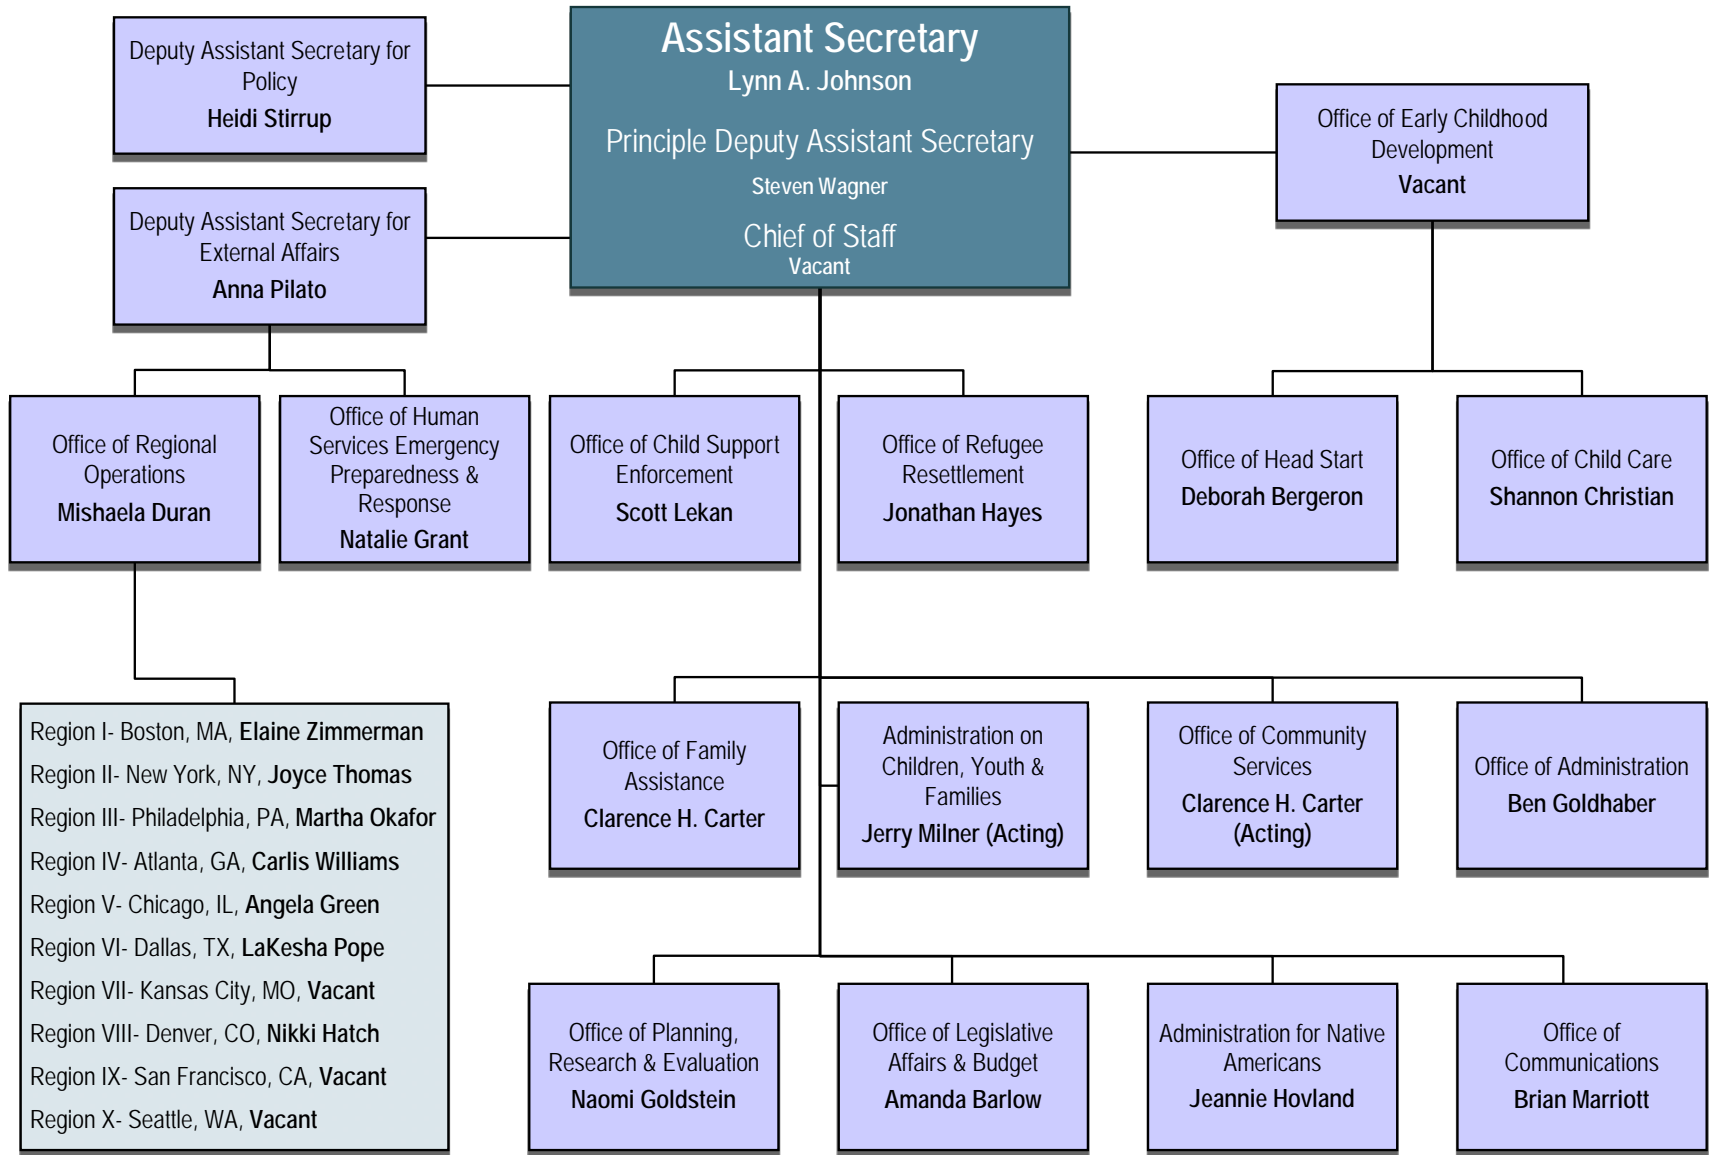 Deputy Assistant Secretary for
Policy
Heidi Stirrup
Assistant Secretary
Lynn A. Johnson
Principle Deputy Assistant Secretary
Steven Wagner
Chief of Staff
Vacant
Office of Early Childhood
Development
Vacant
Deputy Assistant Secretary for
External Affairs
Anna Pilato
Office of Regional
Operations
Mishaela Duran
Office of Human
Services Emergency
Preparedness &
Response
Natalie Grant
Office of Child Support
Enforcement
Scott Lekan
Office of Refugee
Resettlement
Jonathan Hayes
Office of Head Start
Deborah Bergeron
Office of Child Care
Shannon Christian
Region I- Boston, MA, Elaine Zimmerman
Region II- New York, NY, Joyce Thomas
Region III- Philadelphia, PA, Martha Okafor
Region IV- Atlanta, GA, Carlis Williams
Region V- Chicago, IL, Angela Green
Region VI- Dallas, TX, LaKesha Pope
Region VII- Kansas City, MO, Vacant
Region VIII- Denver, CO, Nikki Hatch
Region IX- San Francisco, CA, Vacant
Region X- Seattle, WA, Vacant
Office of Family
Assistance
Clarence H. Carter
Administration on
Children, Youth &
Families
Jerry Milner (Acting)
Office of Community
Services
Clarence H. Carter
(Acting)
Office of Administration
Ben Goldhaber
Office of Planning,
Research & Evaluation
Naomi Goldstein
Office of Legislative
Affairs & Budget
Amanda Barlow
Administration for Native
Americans
Jeannie Hovland
Office of
Communications
Brian Marriott